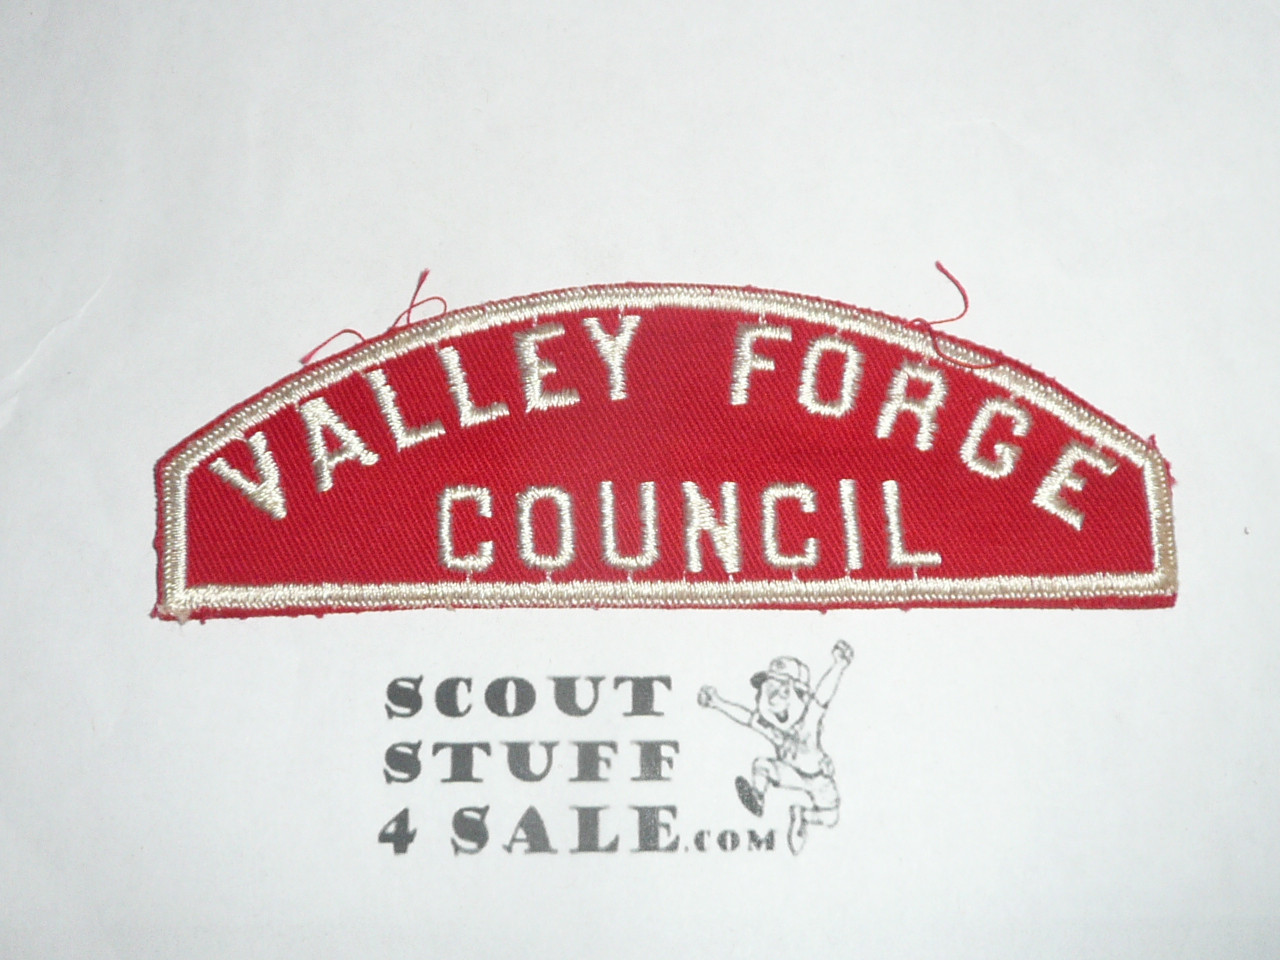 VALLEY FORGE
COUNCIL
SCOUT
STUFF
4 SALE.COM